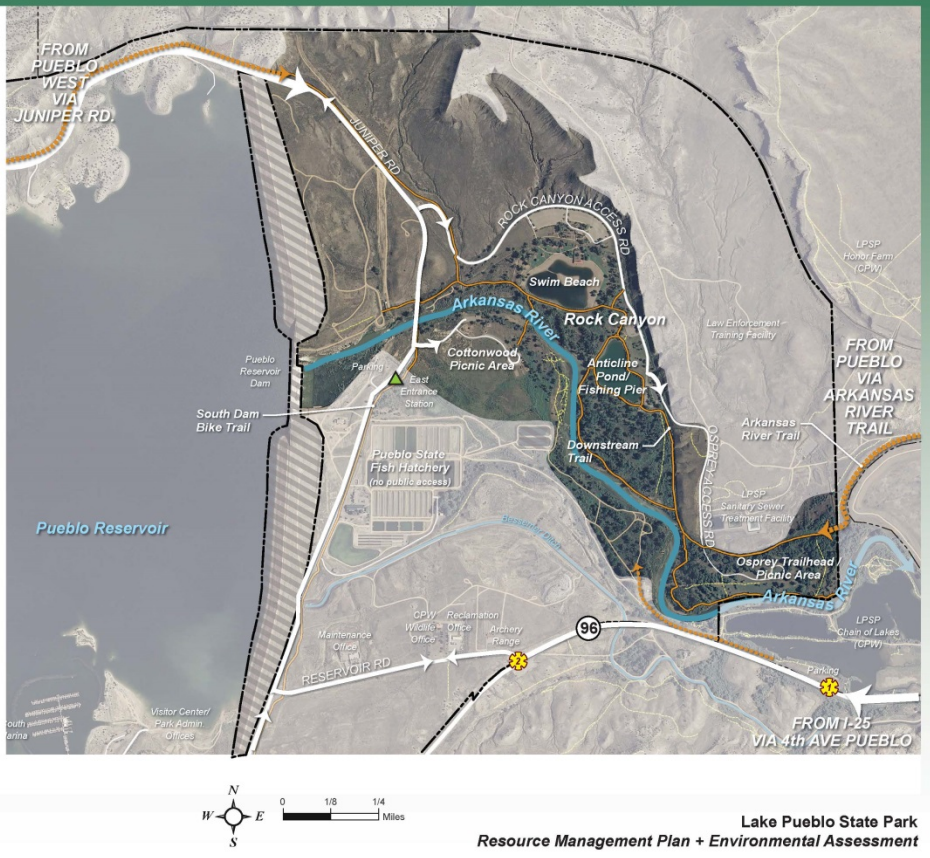 FROM
PUEBLO
WEST
VIA
JUNIPER RD.
JUNIPER RD
ROCK CANYON ACCESS RD
LPSP
Honor Farm
(CPW)
Swim Beach
Arkansas River
Rock Canyon
Law Enforcement
Training Facility
Pueblo
Reservoir
Dam
Parking
Cottonwood
Picnic Area
East
Entrance
Station
Anticline
Pond/
Fishing Pier
FROM
PUEBLO
VIA
ARKANSAS
RIVER
TRAIL
South Dam
Bike Trail
Arkansas
River Trail
Downstream
Trail
OSPREY ACCESS RD
Pueblo State
Fish Hatchery
(no public access)
LPSP
Sanitary Sewer
Treatment Facility
Pueblo Reservoir
Bessemer Ditch
Osprey Trailhead /
Picnic Area
Arkansas River
CPW
Wildlife
Office
Reclamation
Office
Archery
Range
Maintenance
Office
96
LPSP
Chain of Lakes
(CPW)
RESERVOIR RD
2
Parking
1
Visitor Center/
Park Admin
Offices
FROM I-25
VIA 4th AVE PUEBLO
N
W E
S
0 1/8 1/4
Miles
Lake Pueblo State Park
Resource Management Plan + Environmental Assessment